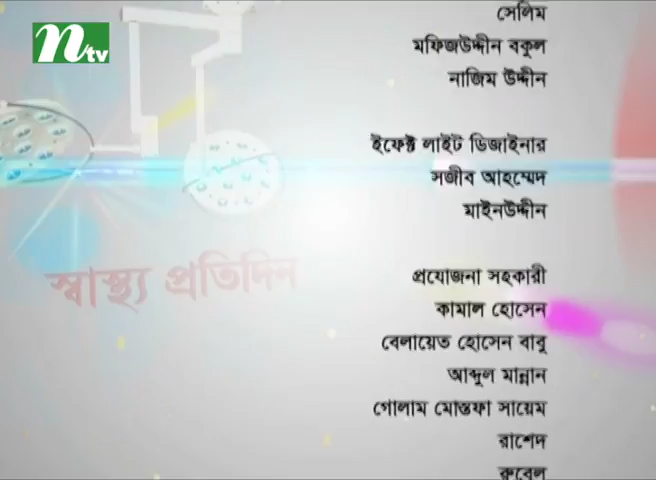 ntv
সেলিম
মফিজউদ্দীন বকুল
নাজিম উদ্দীন
ইফেক্ট লাইট ডিজাইনার
সজীব আহম্মেদ
মাইনউদ্দীন
স্বাস্থ্য প্রতিদিন
প্রযোজনা সহকারী
কামাল হোসেন
বেলায়েত হোসেন বাবু
আব্দুল মান্নান
গোলাম মোস্তফা সায়েম
রাশেদ
রুবেল